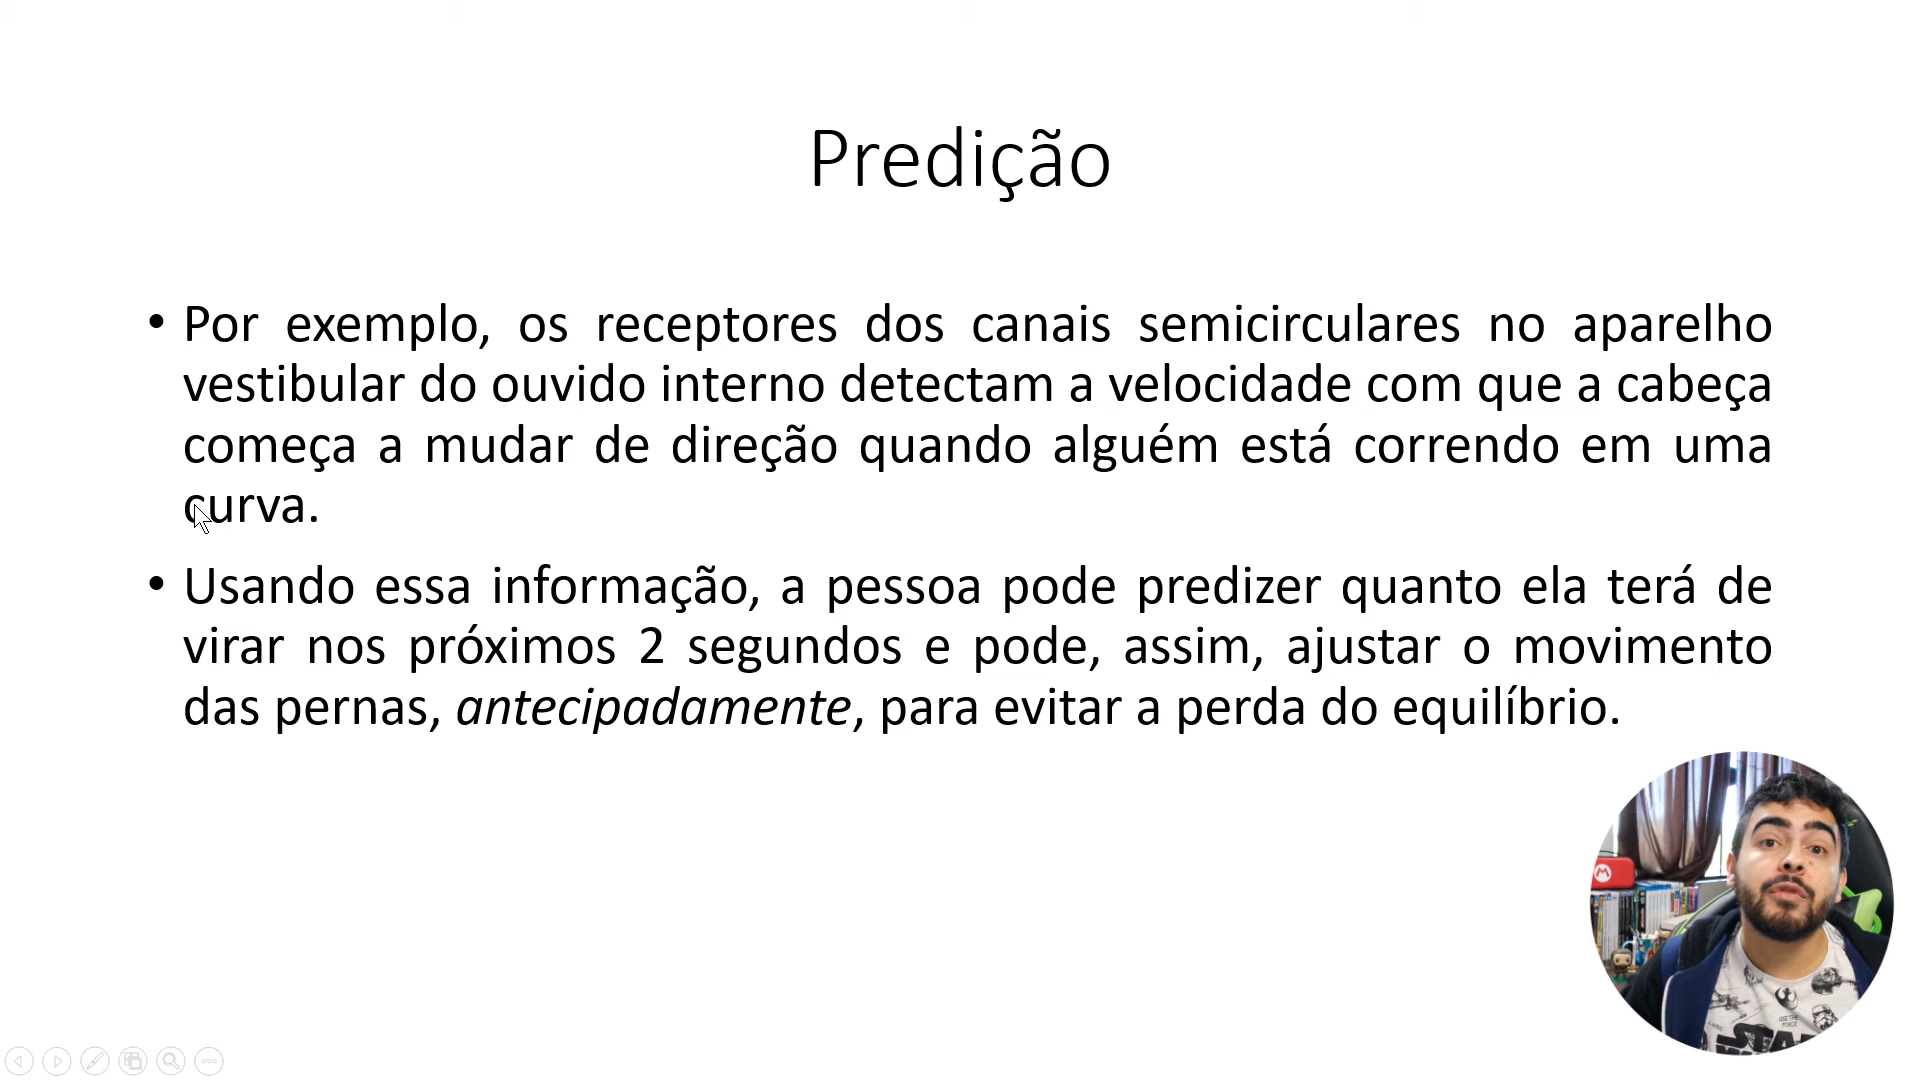 Predição
• Por exemplo, os receptores dos canais semicirculares no aparelho
vestibular do ouvido interno detectam a velocidade com que a cabeça
começa a mudar de direção quando alguém está correndo em uma
curva.
• Usando essa informação, a pessoa pode predizer quanto ela terá de
virar nos próximos 2 segundos e pode, assim, ajustar o movimento
das pernas, antecipadamente, para evitar a perda do equilíbrio.
M